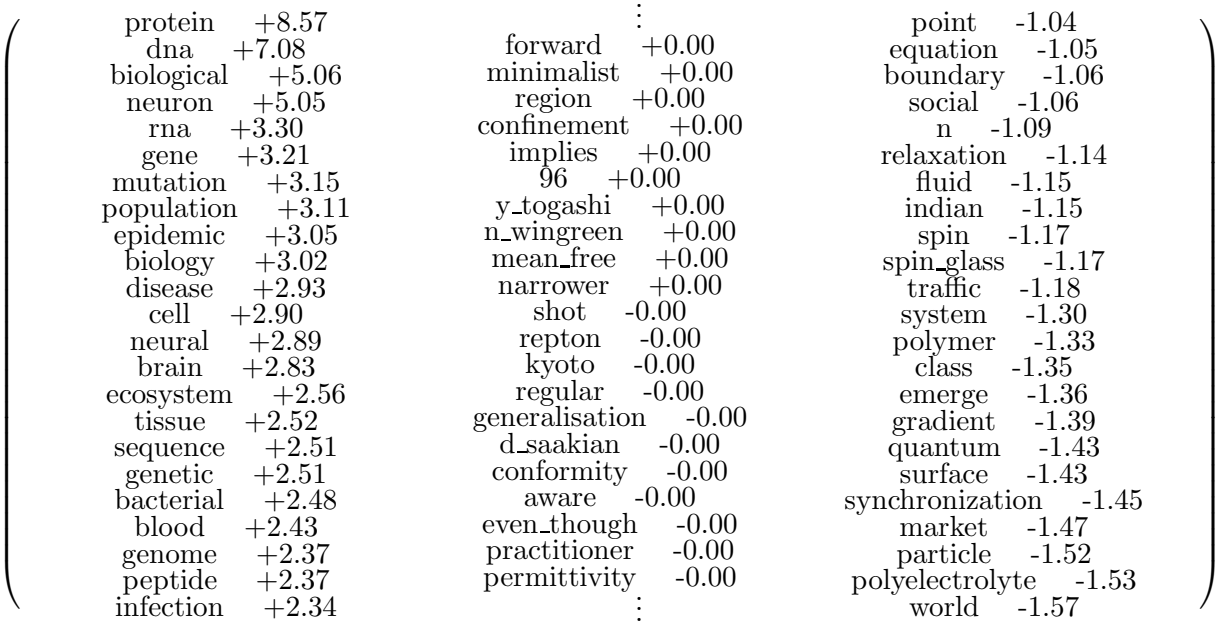 protein +8.57
dna +7.08
biological +5.06
neuron +5.05
rna +3.30
gene +3.21
mutation +3.15
population +3.11
epidemic +3.05
biology +3.02
disease +2.93
cell +2.90
neural +2.89
brain +2.83
ecosystem +2.56
tissue +2.52
sequence +2.51
genetic +2.51
bacterial +2.48
blood +2.43
genome +2.37
peptide +2.37
infection +2.34
⋮
forward +0.00
minimalist +0.00
region +0.00
confinement +0.00
implies +0.00
96 +0.00
y_togashi +0.00
n_wingreen +0.00
mean_free +0.00
narrower +0.00
shot -0.00
repton -0.00
kyoto -0.00
regular -0.00
generalisation -0.00
d_saakian -0.00
conformity -0.00
aware -0.00
even_though -0.00
practitioner -0.00
permittivity -0.00
⋮
point -1.04
equation -1.05
boundary -1.06
social -1.06
n -1.09
relaxation -1.14
fluid -1.15
indian -1.15
spin -1.17
spin_glass -1.17
traffic -1.18
system -1.30
polymer -1.33
class -1.35
emerge -1.36
gradient -1.39
quantum -1.43
surface -1.43
synchronization -1.45
market -1.47
particle -1.52
polyelectrolyte -1.53
world -1.57